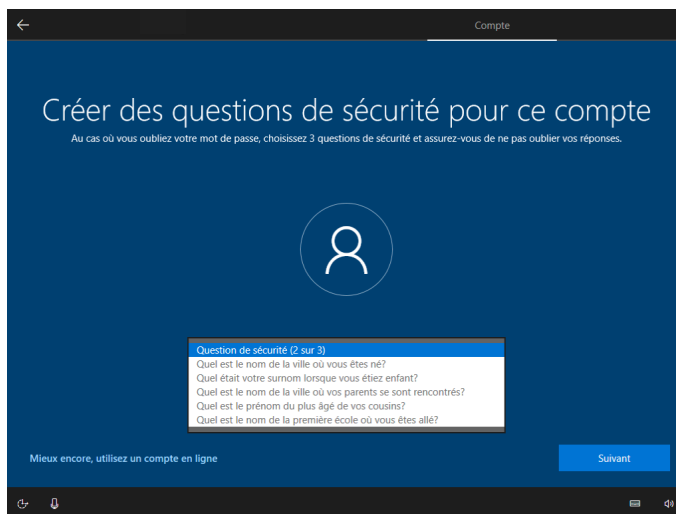 Compte
Créer des questions de sécurité pour ce compte
Au cas où vous oubliez votre mot de passe, choisissez 3 questions de sécurité et assurez-vous de ne pas oublier vos réponses.
Question de sécurité (2 sur 3)
Quel est le nom de la ville où vous êtes né?
Quel était votre surnom lorsque vous étiez enfant?
Quel est le nom de la ville où vos parents se sont rencontrés?
Quel est le prénom du plus âgé de vos cousins?
Quel est le nom de la première école où vous êtes allé?
Mieux encore, utilisez un compte en ligne
Suivant